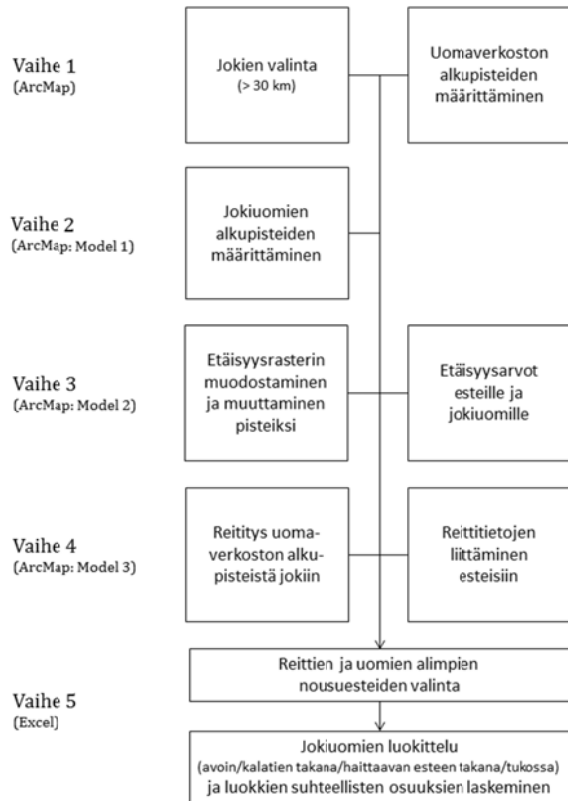 Vaihe 1
(ArcMap)
Jokien valinta
(> 30 km)
Uomaverkoston
alkupisteiden
määrittäminen
Vaihe 2
(ArcMap: Model 1)
Jokiuomien
alkupisteiden
määrittäminen
Vaihe 3
(ArcMap: Model 2)
Etäisyysrasterin
muodostaminen
ja muuttaminen
pisteiksi
Etäisyysarvot
esteille ja
jokiuomille
Vaihe 4
(ArcMap: Model 3)
Reititys uoma-
verkoston alku-
pisteistä jokiin
Reittitietojen
liittäminen
esteisiin
Vaihe 5
(Excel)
Reittien ja uomien alimpien
nousuesteiden valinta
Jokiuomien luokittelu
(avoin/kalatien takana/haittaavan esteen takana/tukossa)
ja luokkien suhteellisten osuuksien laskeminen